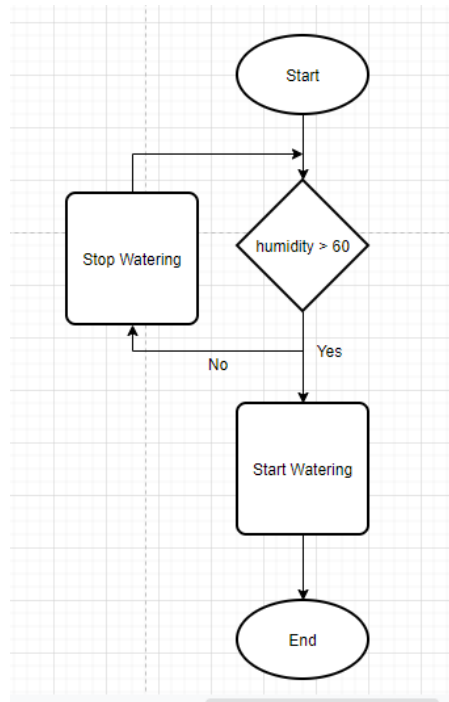 Start
humidity > 60
Stop Watering
No
Yes
Start Watering
End